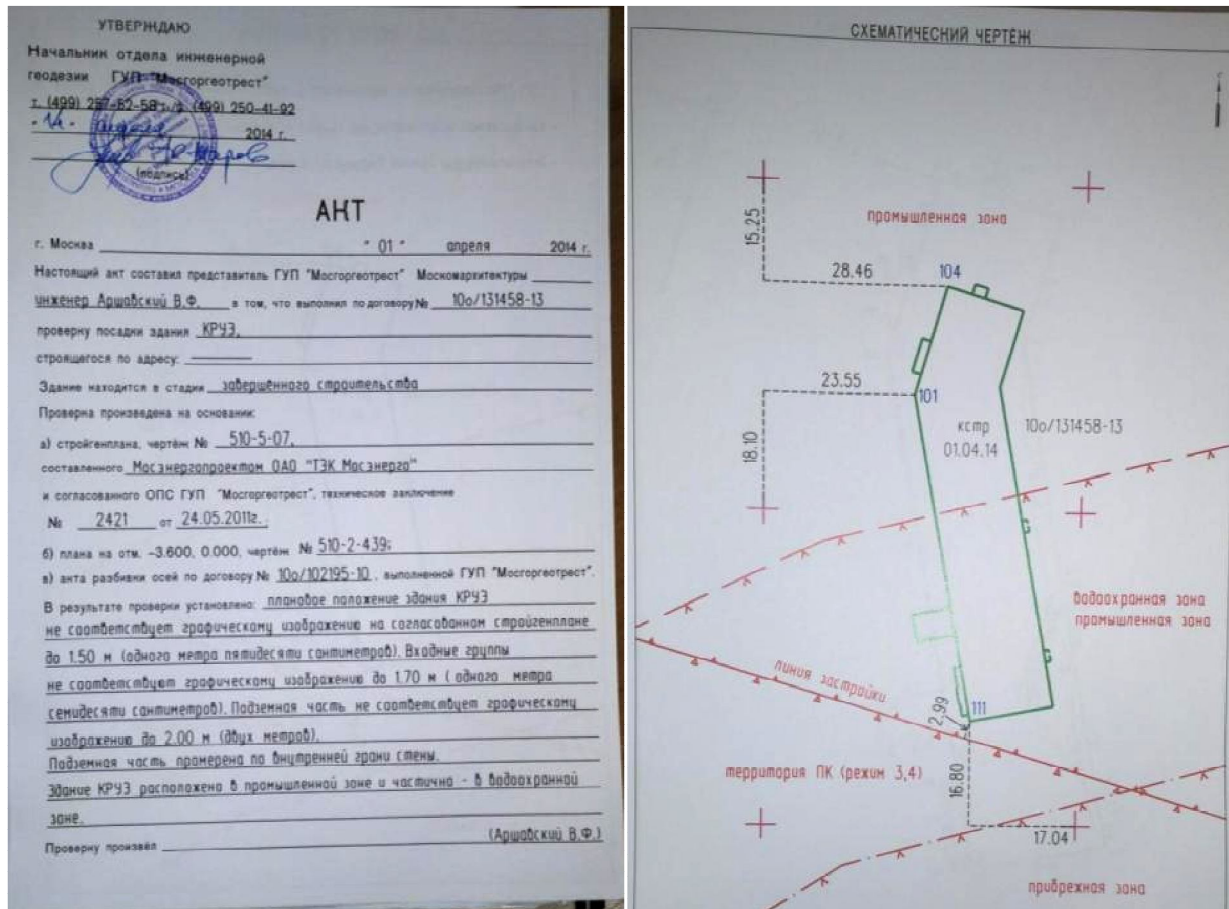 УТВЕРЖДАЮ
Начальник отдела инженерной
геодезии ГУП "Мосгоргеотрест"
т. (499) 257-62-58 т./ф. (499) 250-41-92
2014 г.
(подпись)
АКТ
г. Москва " 01 " апреля 2014 г.
Настоящий акт составил представитель ГУП "Мосгоргеотрест" Москомархитектуры
инженер Аршавский В.Ф. в том, что выполнил по договору № 10о/131458-13
проверку посадки здания КРУЭ,
строящегося по адресу:
Здание находится в стадии завершённого строительства
Проверка произведена на основании:
а) стройгенплана, чертёж № 510-5-07,
составленного Мосэнергопроектом ОАО "ТЭК Мосэнерго"
и согласованного ОПС ГУП "Мосгоргеотрест", техническое заключение
№ 2421 от 24.05.2011г.;
б) плана на отм. -3.600, 0.000, чертёж № 510-2-439;
в) акта разбивки осей по договору № 10о/102195-10, выполненной ГУП "Мосгоргеотрест".
В результате проверки установлено: плановое положение здания КРУЭ
не соответствует графическому изображению на согласованном стройгенплане
до 1.50 м (одного метра пятидесяти сантиметров). Входные группы
не соответствуют графическому изображению до 1.70 м ( одного метра
семидесяти сантиметров). Подземная часть не соответствует графическому
изображению до 2.00 м (двух метров).
Подземная часть промерена по внутренней грани стены.
Здание КРУЭ расположено в промышленной зоне и частично - в водоохранной
зоне.
Проверку произвёл (Аршавский В.Ф.)
СХЕМАТИЧЕСКИЙ ЧЕРТЁЖ
промышленная зона
15.25
28.46
104
23.55
101
18.10
кстр
01.04.14
10о/131458-13
водоохранная зона
промышленная зона
линия застройки
2.99
111
территория ПК (режим 3,4)
16.80
17.04
прибрежная зона